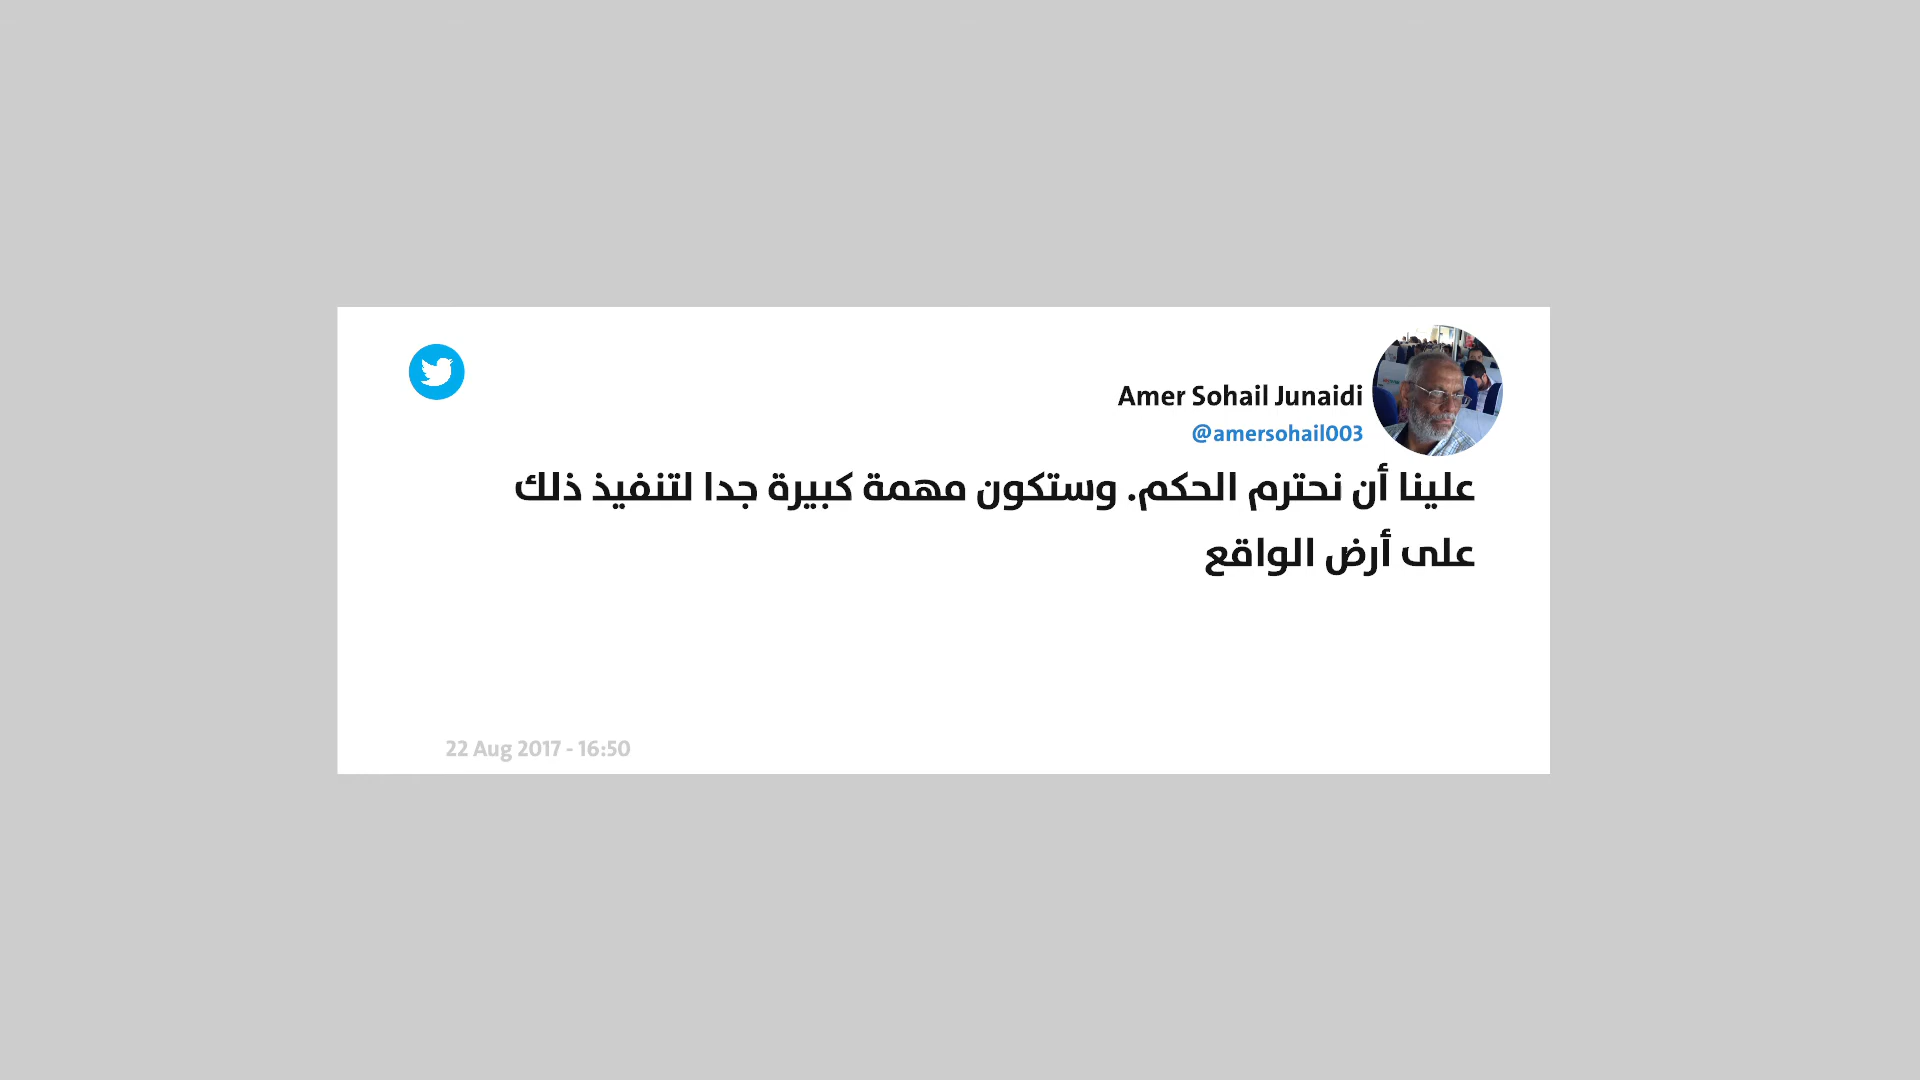 Amer Sohail Junaidi
@amersohail003
علينا أن نحترم الحكم. وستكون مهمة كبيرة جدا لتنفيذ ذلك
على أرض الواقع
22 Aug 2017 - 16:50